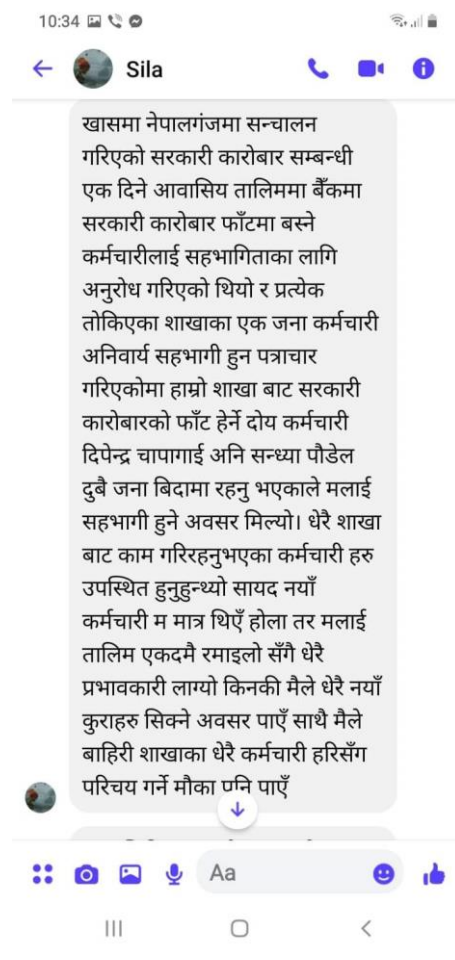 10:34
Sila
खासमा नेपालगंजमा सन्चालन
गरिएको सरकारी कारोबार सम्बन्धी
एक दिने आवासिय तालिममा बैँकमा
सरकारी कारोबार फाँटमा बस्ने
कर्मचारीलाई सहभागिताका लागि
अनुरोध गरिएको थियो र प्रत्येक
तोकिएका शाखाका एक जना कर्मचारी
अनिवार्य सहभागी हुन पत्राचार
गरिएकोमा हाम्रो शाखा बाट सरकारी
कारोबारको फाँट हेर्ने दोय कर्मचारी
दिपेन्द्र चापागाई अनि सन्ध्या पौडेल
दुबै जना बिदामा रहनु भएकाले मलाई
सहभागी हुने अवसर मिल्यो। धेरै शाखा
बाट काम गरिरहनुभएका कर्मचारी हरु
उपस्थित हुनुहुन्थ्यो सायद नयाँ
कर्मचारी म मात्र थिएँ होला तर मलाई
तालिम एकदमै रमाइलो सँगै धेरै
प्रभावकारी लाग्यो किनकी मैले धेरै नयाँ
कुराहरु सिक्ने अवसर पाएँ साथै मैले
बाहिरी शाखाका धेरै कर्मचारी हरिसँग
परिचय गर्ने मौका पनि पाएँ
Aa